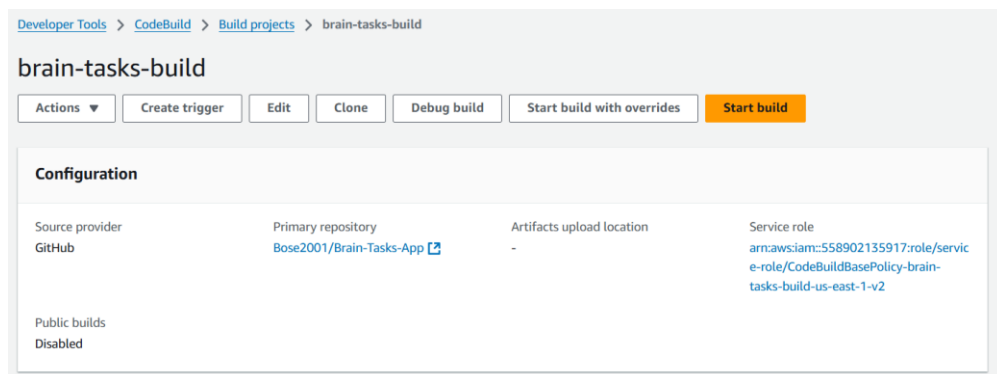 Developer Tools > CodeBuild > Build projects > brain-tasks-build
brain-tasks-build
Actions ▼ Create trigger Edit Clone Debug build Start build with overrides Start build
Configuration
Source provider Primary repository Artifacts upload location Service role
GitHub Bose2001/Brain-Tasks-App - arn:aws:iam::558902135917:role/servic
e-role/CodeBuildBasePolicy-brain-
tasks-build-us-east-1-v2
Public builds
Disabled